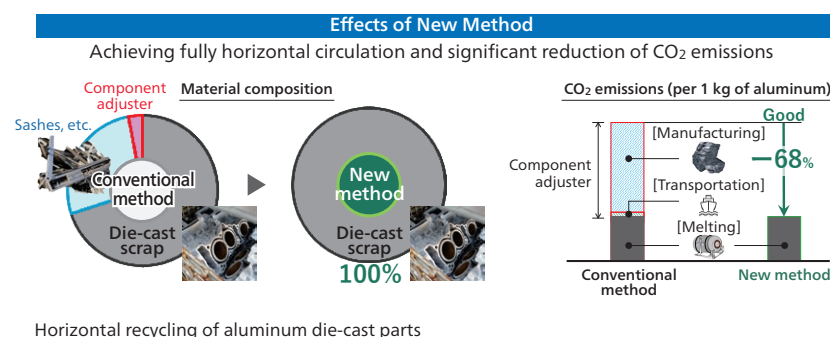 Effects of New Method
Achieving fully horizontal circulation and significant reduction of CO2 emissions
Component
adjuster
Material composition
Sashes, etc.
Conventional
method
Die-cast
scrap
New
method
Die-cast
scrap
100%
CO2 emissions (per 1 kg of aluminum)
Good
[Manufacturing]
−68%
Component
adjuster
[Transportation]
[Melting]
Conventional
method
New method
Horizontal recycling of aluminum die-cast parts